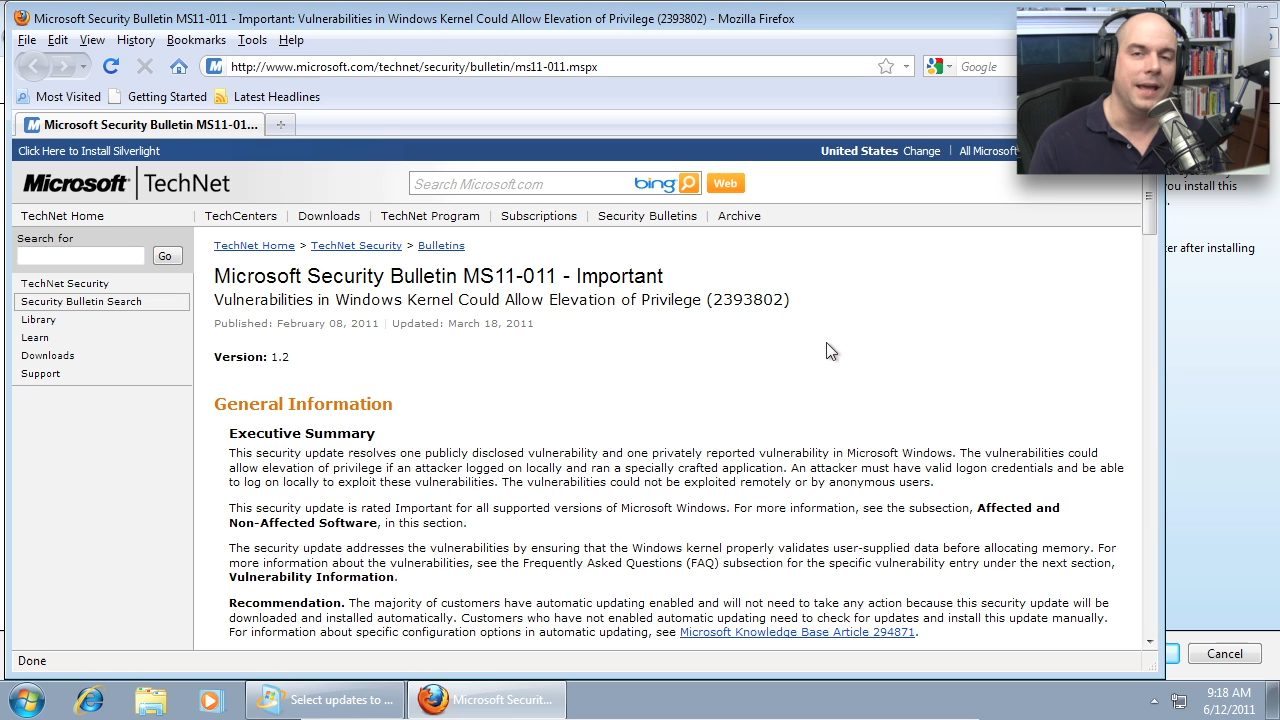 Microsoft Security Bulletin MS11-011 - Important: Vulnerabilities in Windows Kernel Could Allow Elevation of Privilege (2393802) - Mozilla Firefox
File Edit View History Bookmarks Tools Help
http://www.microsoft.com/technet/security/bulletin/ms11-011.mspx
Google
Most Visited Getting Started Latest Headlines
Microsoft Security Bulletin MS11-01...
Click Here to Install Silverlight
United States Change | All Microsoft
Microsoft | TechNet
Search Microsoft.com
bing
Web
TechNet Home | TechCenters | Downloads | TechNet Program | Subscriptions | Security Bulletins | Archive
Search for
Go
TechNet Security
Security Bulletin Search
Library
Learn
Downloads
Support
TechNet Home > TechNet Security > Bulletins
Microsoft Security Bulletin MS11-011 - Important
Vulnerabilities in Windows Kernel Could Allow Elevation of Privilege (2393802)
Published: February 08, 2011 | Updated: March 18, 2011
Version: 1.2
General Information
Executive Summary
This security update resolves one publicly disclosed vulnerability and one privately reported vulnerability in Microsoft Windows. The vulnerabilities could
allow elevation of privilege if an attacker logged on locally and ran a specially crafted application. An attacker must have valid logon credentials and be able
to log on locally to exploit these vulnerabilities. The vulnerabilities could not be exploited remotely or by anonymous users.
This security update is rated Important for all supported versions of Microsoft Windows. For more information, see the subsection, Affected and
Non-Affected Software, in this section.
The security update addresses the vulnerabilities by ensuring that the Windows kernel properly validates user-supplied data before allocating memory. For
more information about the vulnerabilities, see the Frequently Asked Questions (FAQ) subsection for the specific vulnerability entry under the next section,
Vulnerability Information.
Recommendation. The majority of customers have automatic updating enabled and will not need to take any action because this security update will be
downloaded and installed automatically. Customers who have not enabled automatic updating need to check for updates and install this update manually.
For information about specific configuration options in automatic updating, see Microsoft Knowledge Base Article 294871.
you install this
after installing
Cancel
Done
Select updates to ...
Microsoft Security ...
9:18 AM
6/12/2011